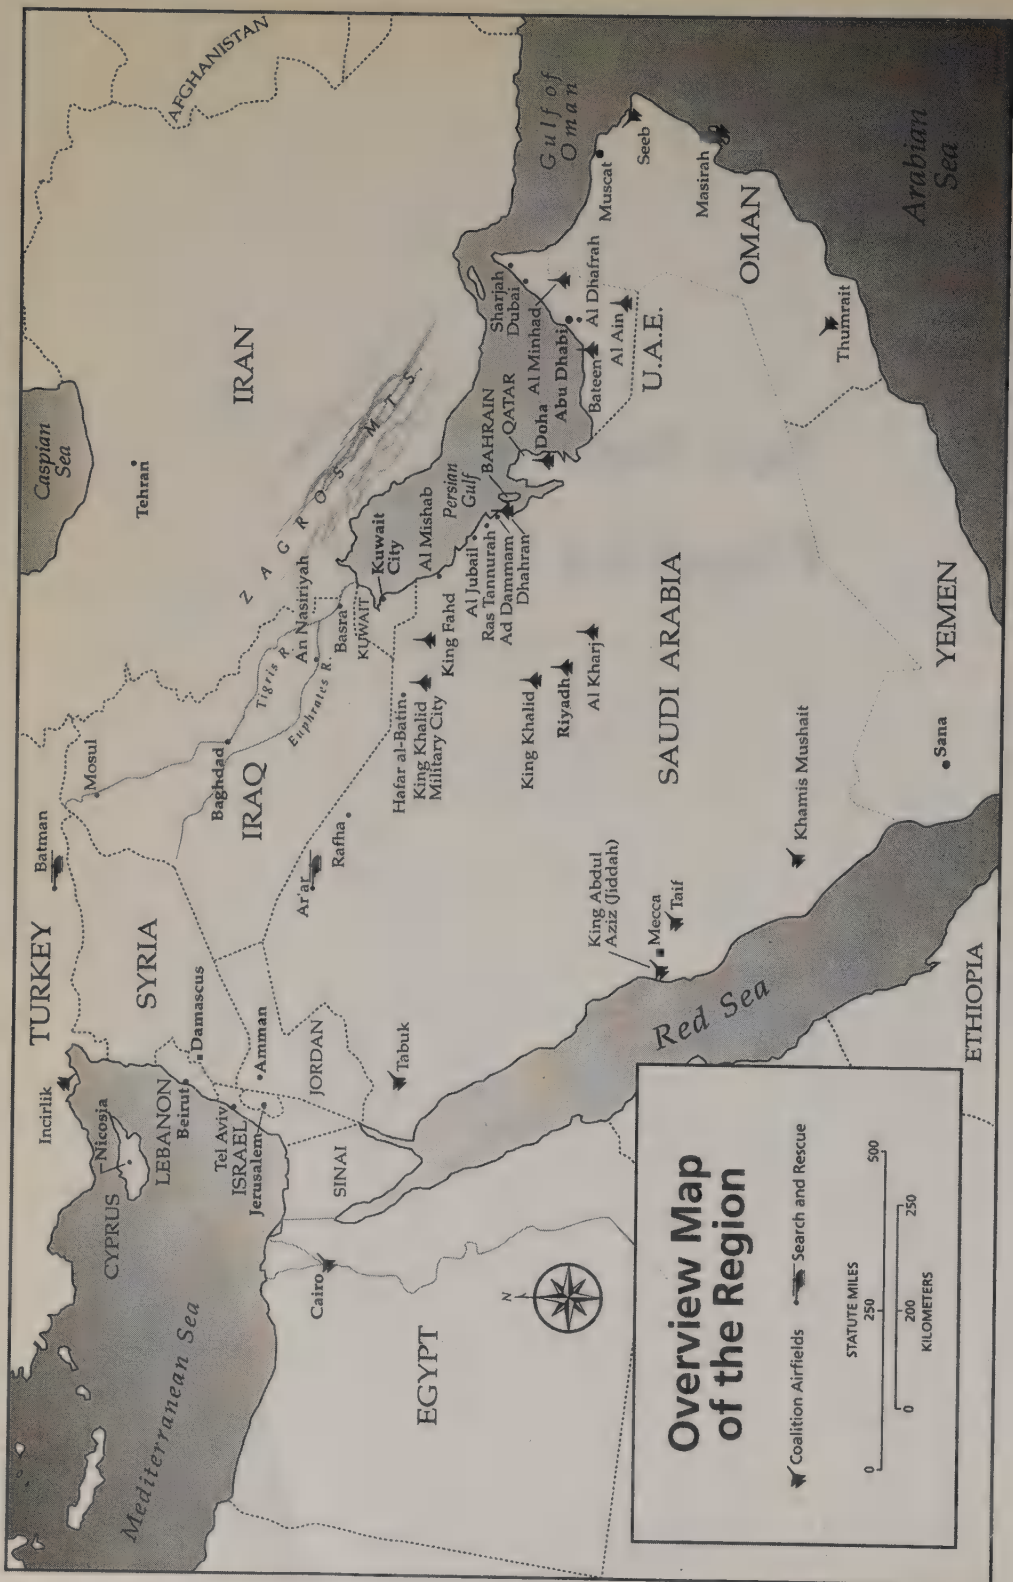 TURKEY
Incirlik
Batman
Mosul
Caspian
Sea
Tehran
AFGHANISTAN
IRAN
CYPRUS
Nicosia
SYRIA
LEBANON
Beirut
Damascus
Mediterranean Sea
Tel Aviv
ISRAEL
Jerusalem
Amman
JORDAN
SINAI
Cairo
EGYPT
Baghdad
IRAQ
Tigris R.
Euphrates R.
An Nasiriyah
Basra
KUWAIT
Kuwait
City
ZAGROS MTS.
Ar'ar
Rafha
Hafar al-Batin
King Khalid
Military City
King Fahd
Al Mishab
Persian
Gulf
Al Jubail
Ras Tannurah
Ad Dammam
Dhahran
BAHRAIN
QATAR
Doha
Sharjah
Dubai
Al Minhad
Abu Dhabi
Bateen
Al Dhafrah
Al Ain
U.A.E.
Gulf of
Oman
Muscat
Seeb
Masirah
OMAN
Thumrait
Arabian
Sea
Tabuk
King Khalid
Riyadh
Al Kharj
SAUDI ARABIA
King Abdul
Aziz (Jiddah)
Mecca
Taif
Khamis Mushait
Red Sea
YEMEN
Sana
ETHIOPIA
N
Overview Map
of the Region
Coalition Airfields
Search and Rescue
STATUTE MILES
0 250 500
0 200 250
KILOMETERS